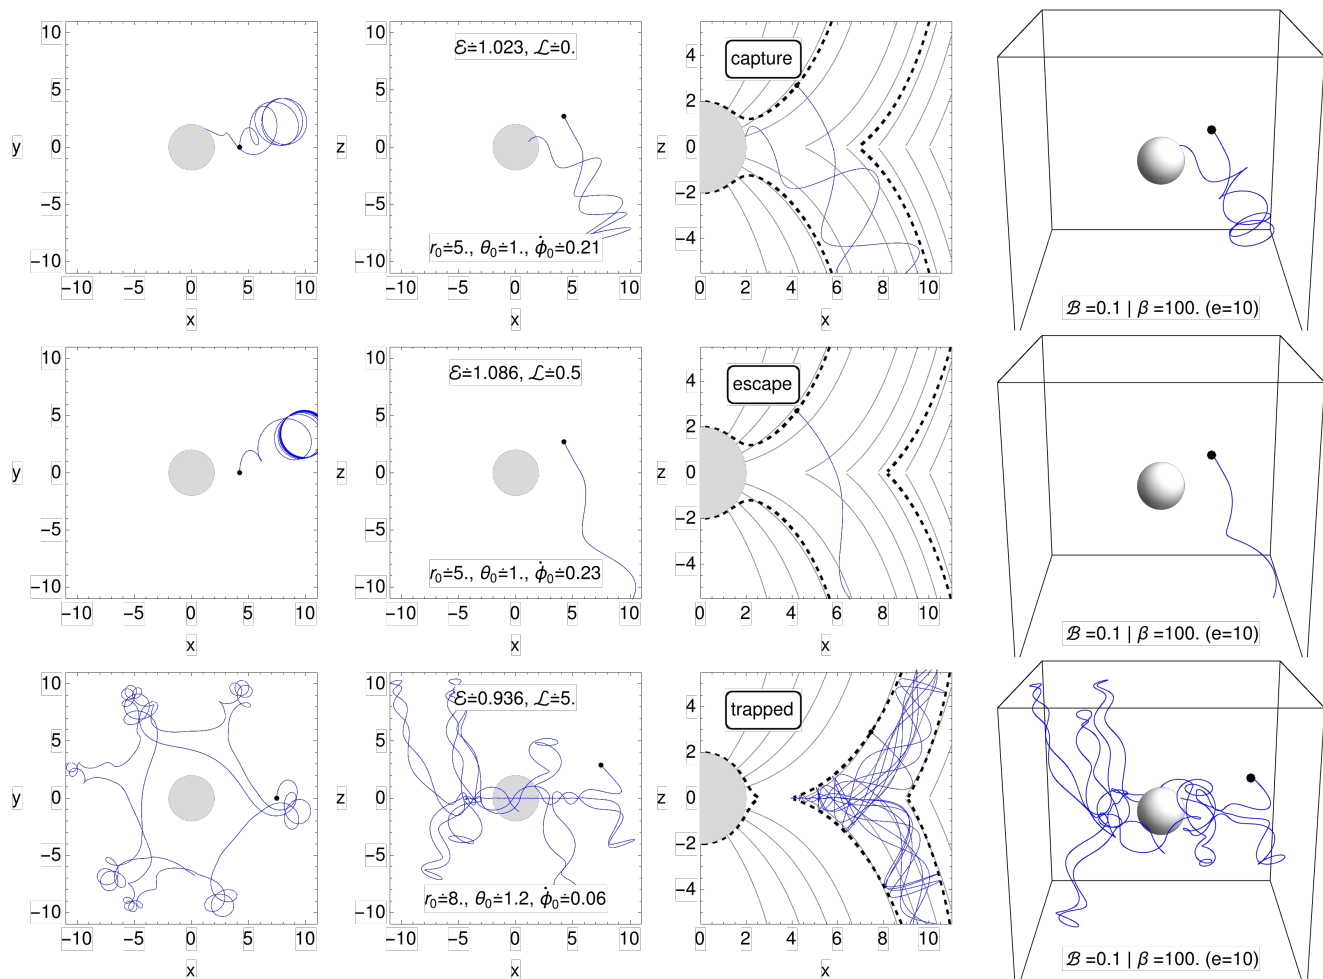 10
5
y 0
−5
−10
−10 −5 0 5 10
x
10
5
z 0
−5
−10
−10 −5 0 5 10
x
ℰ≐1.023, ℒ≐0.
r₀≐5., θ₀≐1., ϕ̇₀≐0.21
4
2
z 0
−2
−4
0 2 4 6 8 10
x
capture
ℬ =0.1 | β =100. (e=10)
10
5
y 0
−5
−10
−10 −5 0 5 10
x
10
5
z 0
−5
−10
−10 −5 0 5 10
x
ℰ≐1.086, ℒ≐0.5
r₀≐5., θ₀≐1., ϕ̇₀≐0.23
4
2
z 0
−2
−4
0 2 4 6 8 10
x
escape
ℬ =0.1 | β =100. (e=10)
10
5
y 0
−5
−10
−10 −5 0 5 10
x
10
5
z 0
−5
−10
−10 −5 0 5 10
x
ℰ≐0.936, ℒ≐5.
r₀≐8., θ₀≐1.2, ϕ̇₀≐0.06
4
2
z 0
−2
−4
0 2 4 6 8 10
x
trapped
ℬ =0.1 | β =100. (e=10)